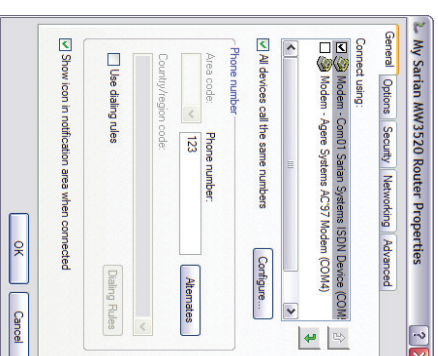 My Sarian MW3520 Router Properties
General Options Security Networking Advanced
Connect using:
Modem - Com01 Sarian Systems ISDN Device (COM
Modem - Agere Systems AC'97 Modem (COM4)
All devices call the same numbers
Configure...
Phone number
Area code: Phone number:
123
Alternates
Country/region code:
Use dialing rules
Dialing Rules
Show icon in notification area when connected
OK Cancel